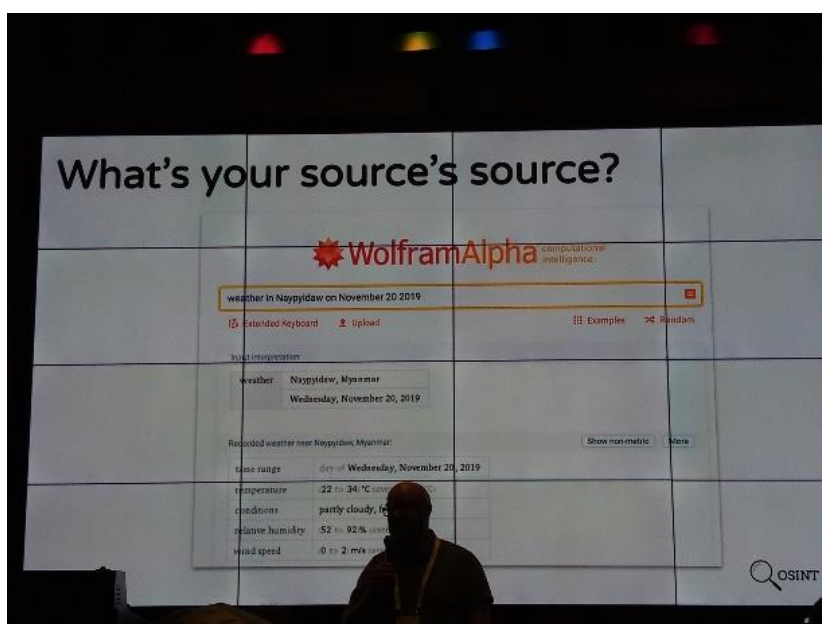 What's your source's source?
WolframAlpha computational intelligence.
weather in Naypyidaw on November 20 2019
Extended Keyboard Upload Examples Random
Input interpretation
weather Naypyidaw, Myanmar
Wednesday, November 20, 2019
Recorded weather near Naypyidaw, Myanmar: Show non-metric More
time range day of Wednesday, November 20, 2019
temperature 22 to 34 °C
conditions partly cloudy,
relative humidity 52 to 92%
wind speed 0 to 2 m/s
OSINT